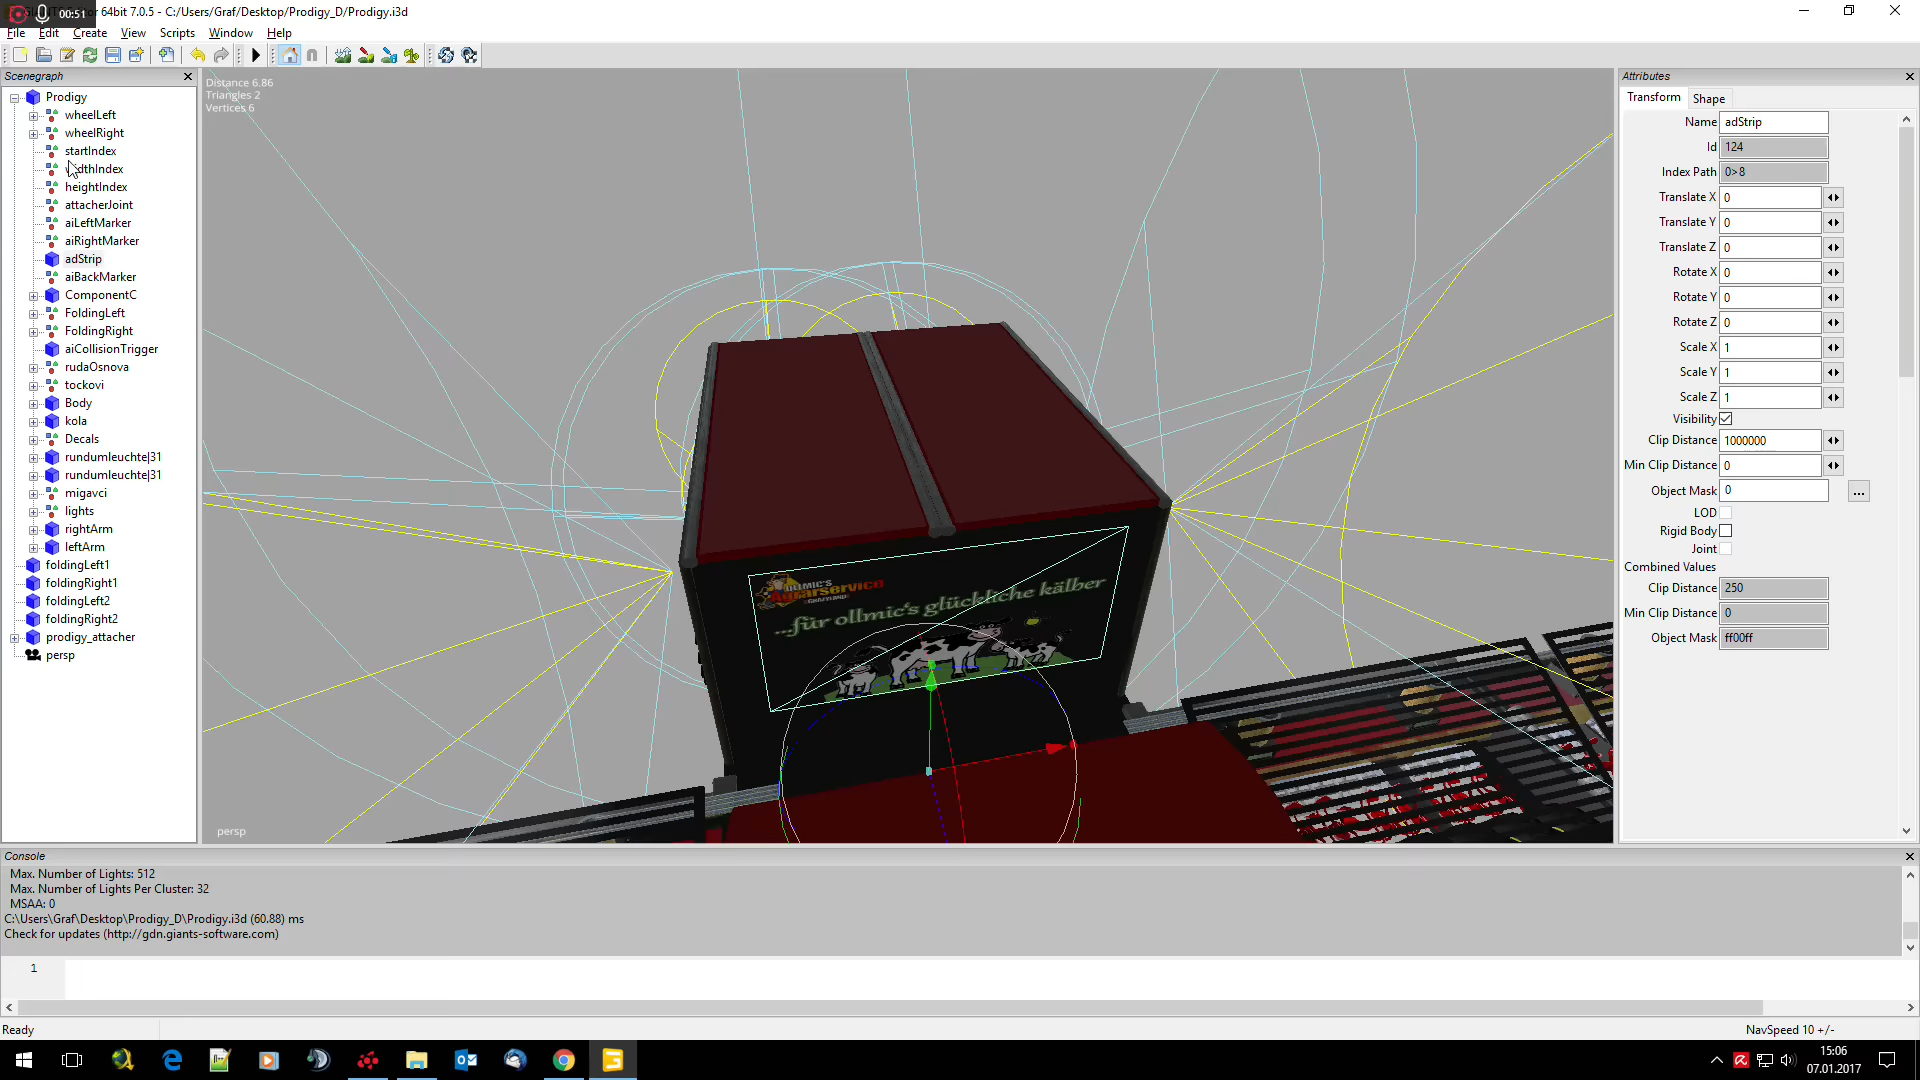 00:51
64bit 7.0.5 - C:/Users/Graf/Desktop/Prodigy_D/Prodigy.i3d
File Edit Create View Scripts Window Help
Scenegraph
Prodigy
wheelLeft
wheelRight
startIndex
heightIndex
attacherJoint
aiLeftMarker
aiRightMarker
adStrip
aiBackMarker
ComponentC
FoldingLeft
FoldingRight
aiCollisionTrigger
rudaOsnova
tockovi
Body
kola
Decals
rundumleuchte|31
rundumleuchte|31
migavci
lights
rightArm
leftArm
foldingLeft1
foldingRight1
foldingLeft2
foldingRight2
prodigy_attacher
persp
Distance 6.86
Triangles 2
Vertices 6
OLLMIC'S
Agrarservice
...für ollmic's glückliche kälber
persp
Attributes
Transform Shape
Name adStrip
Id 124
Index Path 0>8
Translate X 0
Translate Y 0
Translate Z 0
Rotate X 0
Rotate Y 0
Rotate Z 0
Scale X 1
Scale Y 1
Scale Z 1
Visibility
Clip Distance 1000000
Min Clip Distance 0
Object Mask 0 ...
LOD
Rigid Body
Joint
Combined Values
Clip Distance 250
Min Clip Distance 0
Object Mask ff00ff
Console
Max. Number of Lights: 512
Max. Number of Lights Per Cluster: 32
MSAA: 0
C:\Users\Graf\Desktop\Prodigy_D\Prodigy.i3d (60.88) ms
Check for updates (http://gdn.giants-software.com)
1
Ready
NavSpeed 10 +/-
15:06
07.01.2017